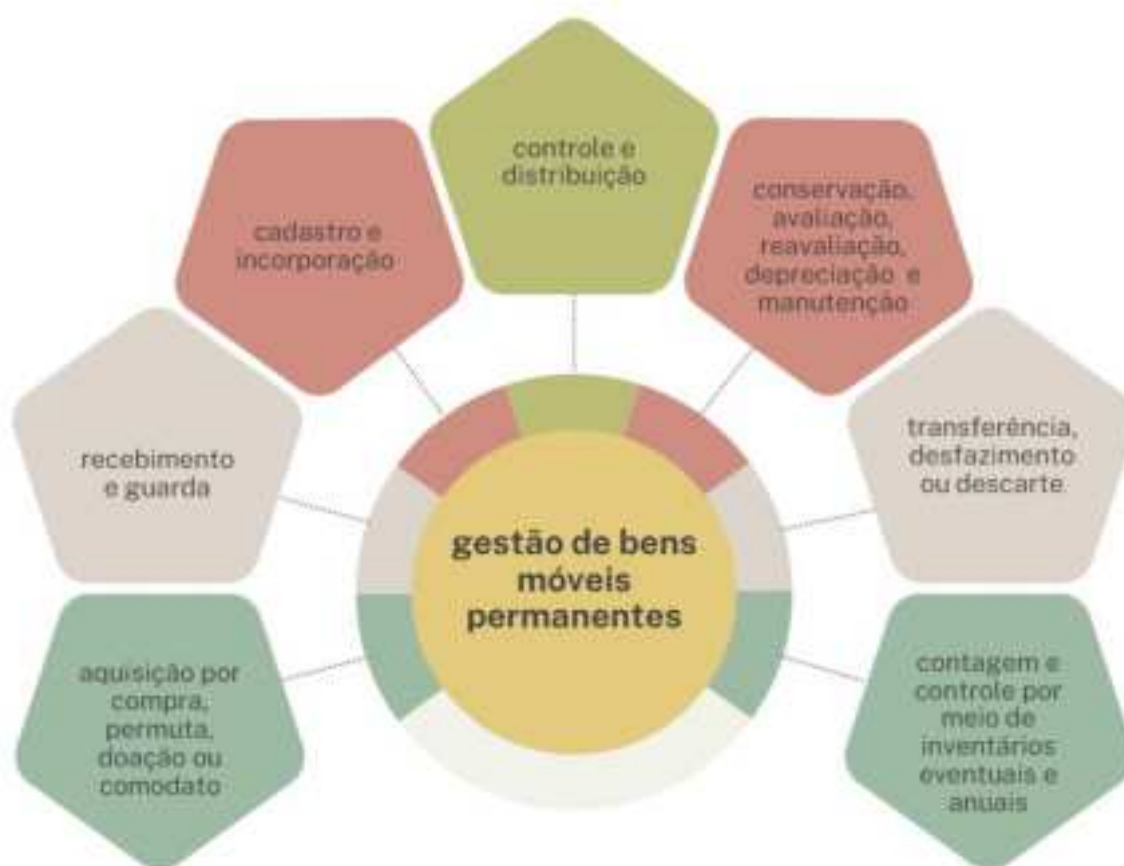 controle e
distribuição
cadastro e
incorporação
conservação,
avaliação,
reavaliação,
depreciação e
manutenção
recebimento
e guarda
transferência,
desfazimento
ou descarte
gestão de bens
móveis
permanentes
aquisição por
compra,
permuta,
doação ou
comodato
contagem e
controle por
meio de
inventários
eventuais e
anuais